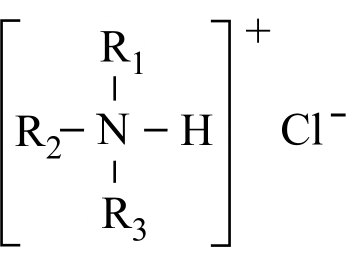 R₁
R₂– N – H
R₃
+
Cl⁻